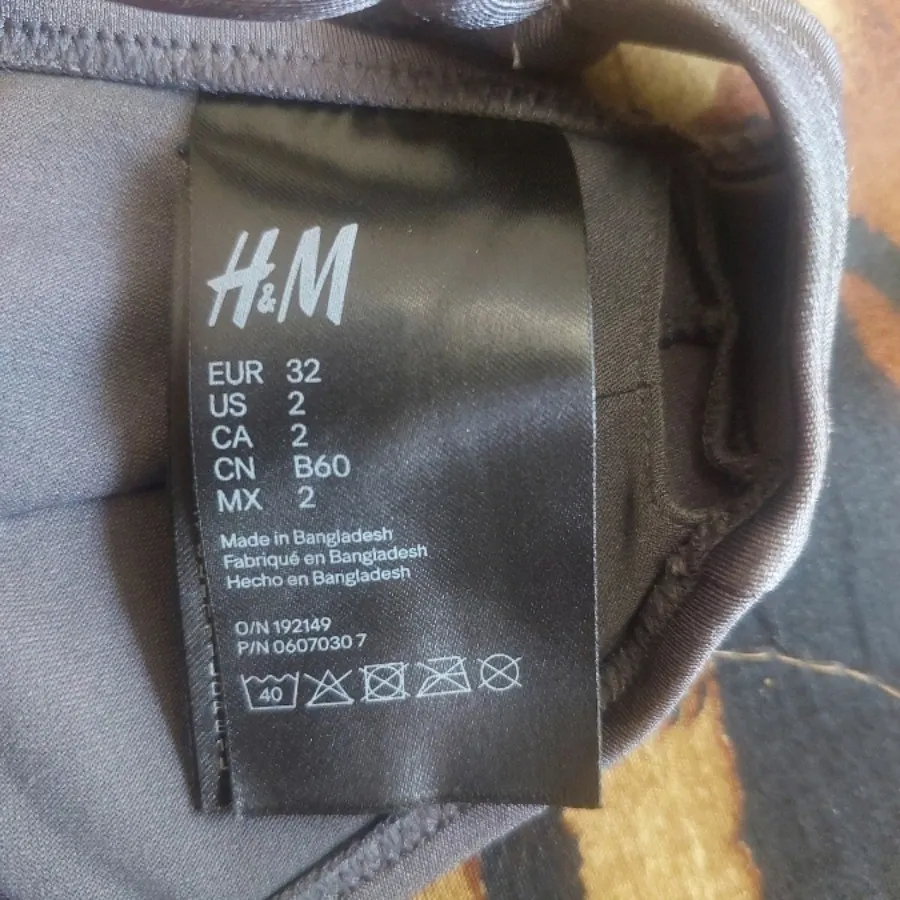 H&M
EUR 32
US 2
CA 2
CN B60
MX 2
Made in Bangladesh
Fabriqué en Bangladesh
Hecho en Bangladesh
O/N 192149
P/N 0607030 7
40